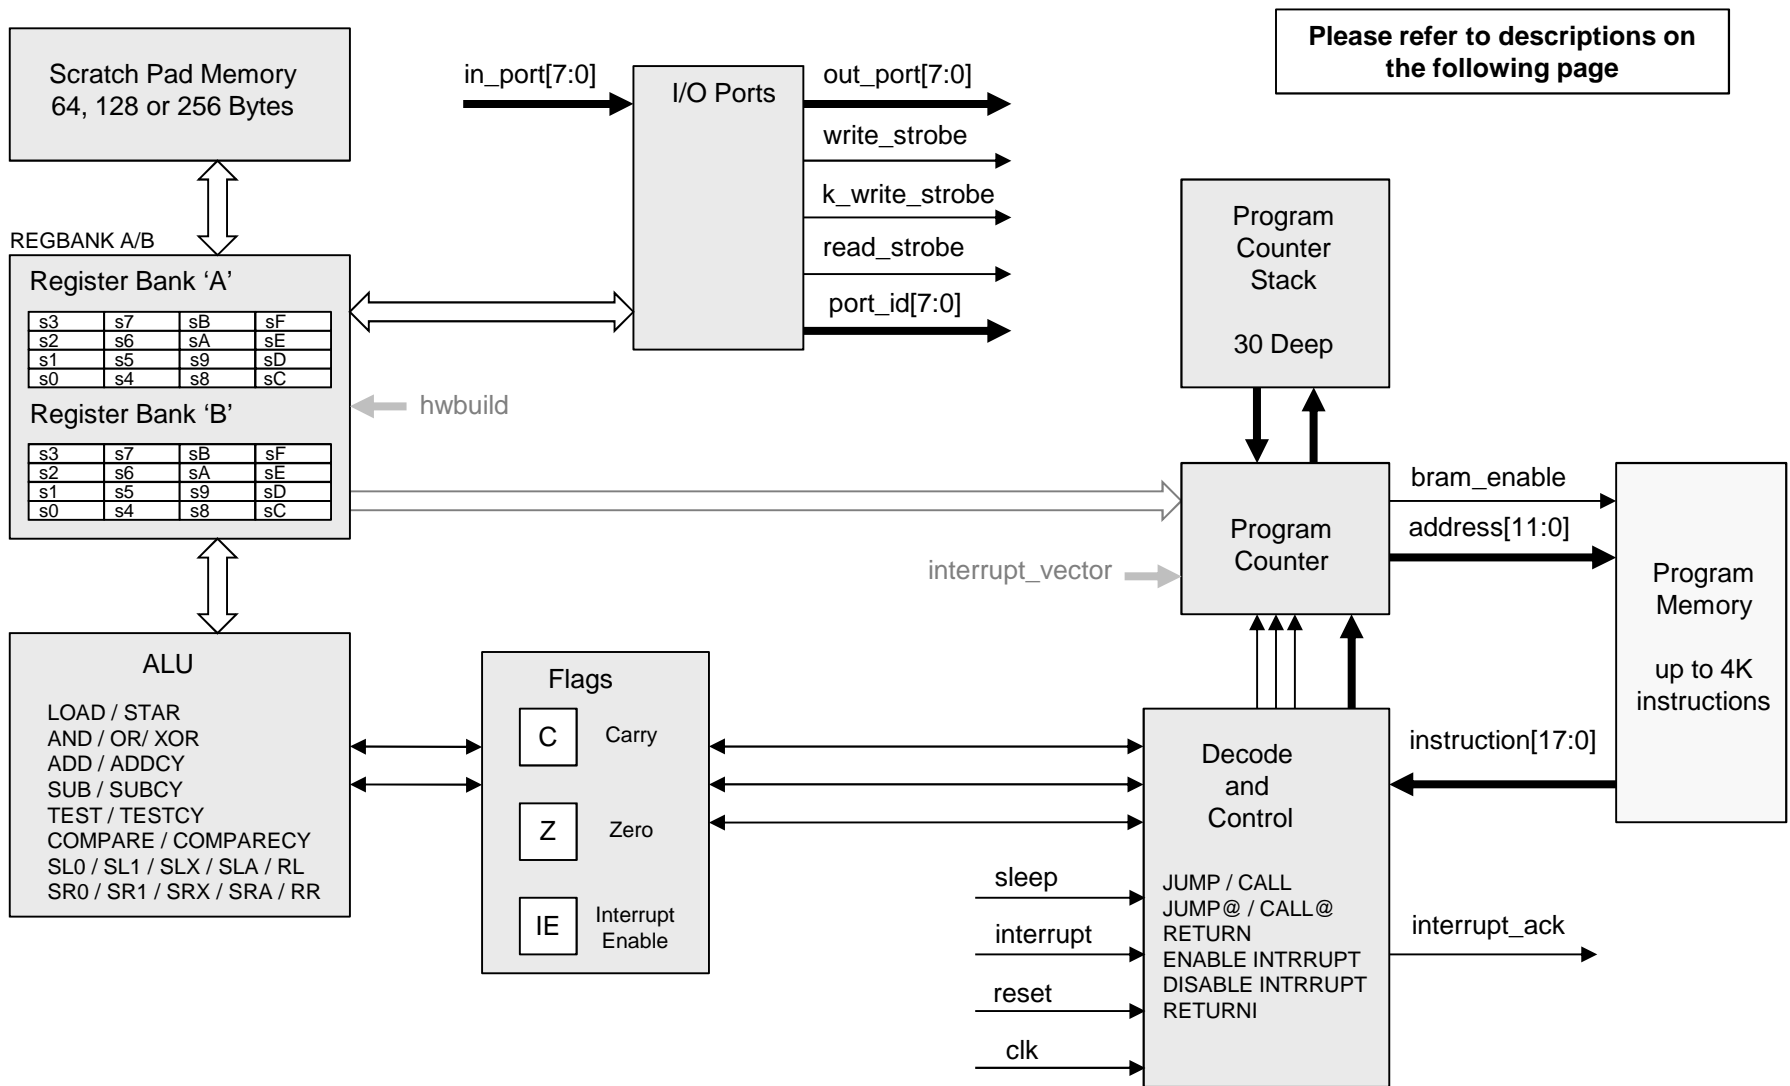 Please refer to descriptions on
the following page
Scratch Pad Memory
64, 128 or 256 Bytes
in_port[7:0]
I/O Ports
out_port[7:0]
write_strobe
k_write_strobe
read_strobe
port_id[7:0]
REGBANK A/B
Register Bank ‘A’
s3 s7 sB sF
s2 s6 sA sE
s1 s5 s9 sD
s0 s4 s8 sC
Register Bank ‘B’
s3 s7 sB sF
s2 s6 sA sE
s1 s5 s9 sD
s0 s4 s8 sC
hwbuild
Program
Counter
Stack
30 Deep
Program
Counter
interrupt_vector
bram_enable
address[11:0]
Program
Memory
up to 4K
instructions
instruction[17:0]
ALU
LOAD / STAR
AND / OR/ XOR
ADD / ADDCY
SUB / SUBCY
TEST / TESTCY
COMPARE / COMPARECY
SL0 / SL1 / SLX / SLA / RL
SR0 / SR1 / SRX / SRA / RR
Flags
C Carry
Z Zero
IE Interrupt
Enable
Decode
and
Control
JUMP / CALL
JUMP@ / CALL@
RETURN
ENABLE INTRRUPT
DISABLE INTRRUPT
RETURNI
sleep
interrupt
reset
clk
interrupt_ack